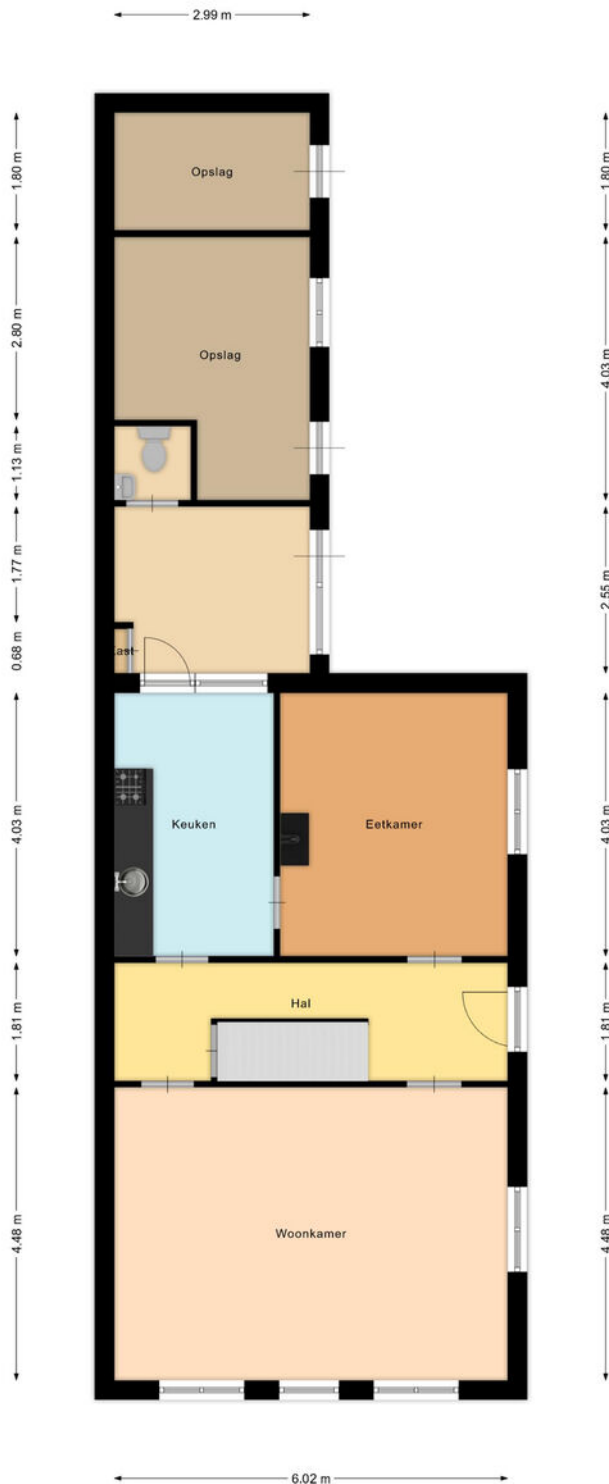 2.99 m
1.80 m
1.80 m
Opslag
2.80 m
4.03 m
Opslag
1.13 m
1.77 m
2.55 m
0.68 m
Kast
4.03 m
4.03 m
Keuken
Eetkamer
1.81 m
1.81 m
Hal
4.48 m
4.48 m
Woonkamer
6.02 m